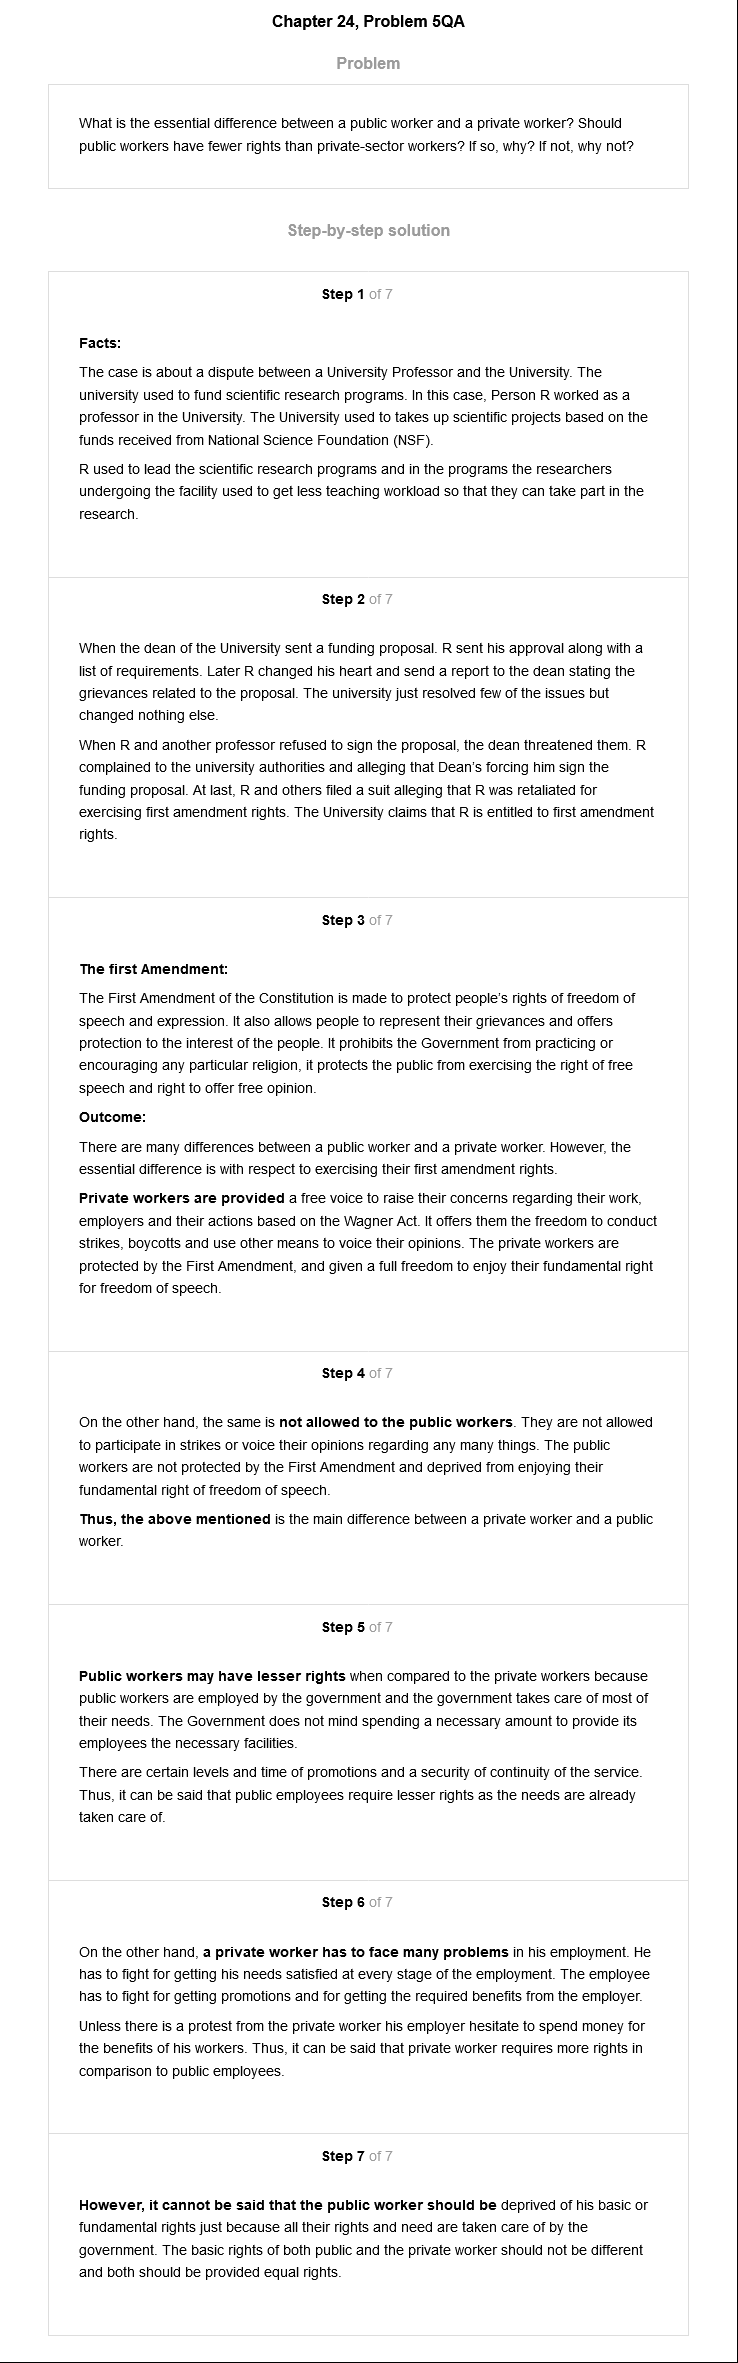 Chapter 24, Problem 5QA
Problem
What is the essential difference between a public worker and a private worker? Should
public workers have fewer rights than private-sector workers? If so, why? If not, why not?
Step-by-step solution
Step 1 of 7
Facts:
The case is about a dispute between a University Professor and the University. The
university used to fund scientific research programs. In this case, Person R worked as a
professor in the University. The University used to takes up scientific projects based on the
funds received from National Science Foundation (NSF).
R used to lead the scientific research programs and in the programs the researchers
undergoing the facility used to get less teaching workload so that they can take part in the
research.
Step 2 of 7
When the dean of the University sent a funding proposal. R sent his approval along with a
list of requirements. Later R changed his heart and send a report to the dean stating the
grievances related to the proposal. The university just resolved few of the issues but
changed nothing else.
When R and another professor refused to sign the proposal, the dean threatened them. R
complained to the university authorities and alleging that Dean's forcing him sign the
funding proposal. At last, R and others filed a suit alleging that R was retaliated for
exercising first amendment rights. The University claims that R is entitled to first amendment
rights.
Step 3 of 7
The first Amendment:
The First Amendment of the Constitution is made to protect people's rights of freedom of
speech and expression. It also allows people to represent their grievances and offers
protection to the interest of the people. It prohibits the Government from practicing or
encouraging any particular religion, it protects the public from exercising the right of free
speech and right to offer free opinion.
Outcome:
There are many differences between a public worker and a private worker. However, the
essential difference is with respect to exercising their first amendment rights.
Private workers are provided a free voice to raise their concerns regarding their work,
employers and their actions based on the Wagner Act. It offers them the freedom to conduct
strikes, boycotts and use other means to voice their opinions. The private workers are
protected by the First Amendment, and given a full freedom to enjoy their fundamental right
for freedom of speech.
Step 4 of 7
On the other hand, the same is not allowed to the public workers. They are not allowed
to participate in strikes or voice their opinions regarding any many things. The public
workers are not protected by the First Amendment and deprived from enjoying their
fundamental right of freedom of speech.
Thus, the above mentioned is the main difference between a private worker and a public
worker.
Step 5 of 7
Public workers may have lesser rights when compared to the private workers because
public workers are employed by the government and the government takes care of most of
their needs. The Government does not mind spending a necessary amount to provide its
employees the necessary facilities.
There are certain levels and time of promotions and a security of continuity of the service.
Thus, it can be said that public employees require lesser rights as the needs are already
taken care of.
Step 6 of 7
On the other hand, a private worker has to face many problems in his employment. He
has to fight for getting his needs satisfied at every stage of the employment. The employee
has to fight for getting promotions and for getting the required benefits from the employer.
Unless there is a protest from the private worker his employer hesitate to spend money for
the benefits of his workers. Thus, it can be said that private worker requires more rights in
comparison to public employees.
Step 7 of 7
However, it cannot be said that the public worker should be deprived of his basic or
fundamental rights just because all their rights and need are taken care of by the
government. The basic rights of both public and the private worker should not be different
and both should be provided equal rights.